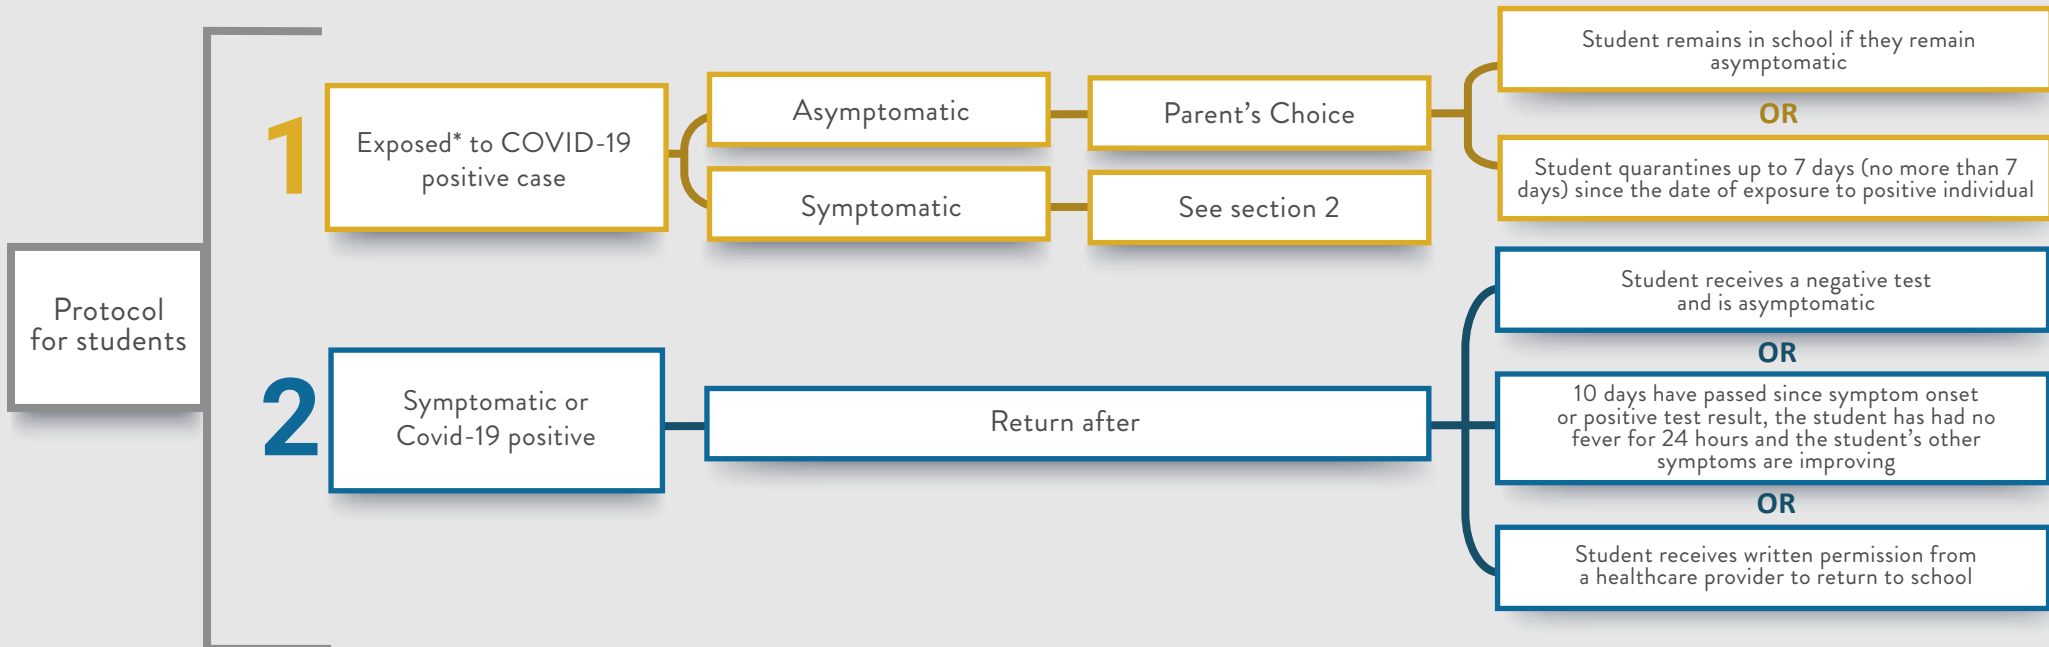 Protocol
for students
1
Exposed* to COVID-19
positive case
Asymptomatic
Parent's Choice
Student remains in school if they remain
asymptomatic
OR
Student quarantines up to 7 days (no more than 7
days) since the date of exposure to positive individual
Symptomatic
See section 2
2
Symptomatic or
Covid-19 positive
Return after
Student receives a negative test
and is asymptomatic
OR
10 days have passed since symptom onset
or positive test result, the student has had no
fever for 24 hours and the student's other
symptoms are improving
OR
Student receives written permission from
a healthcare provider to return to school